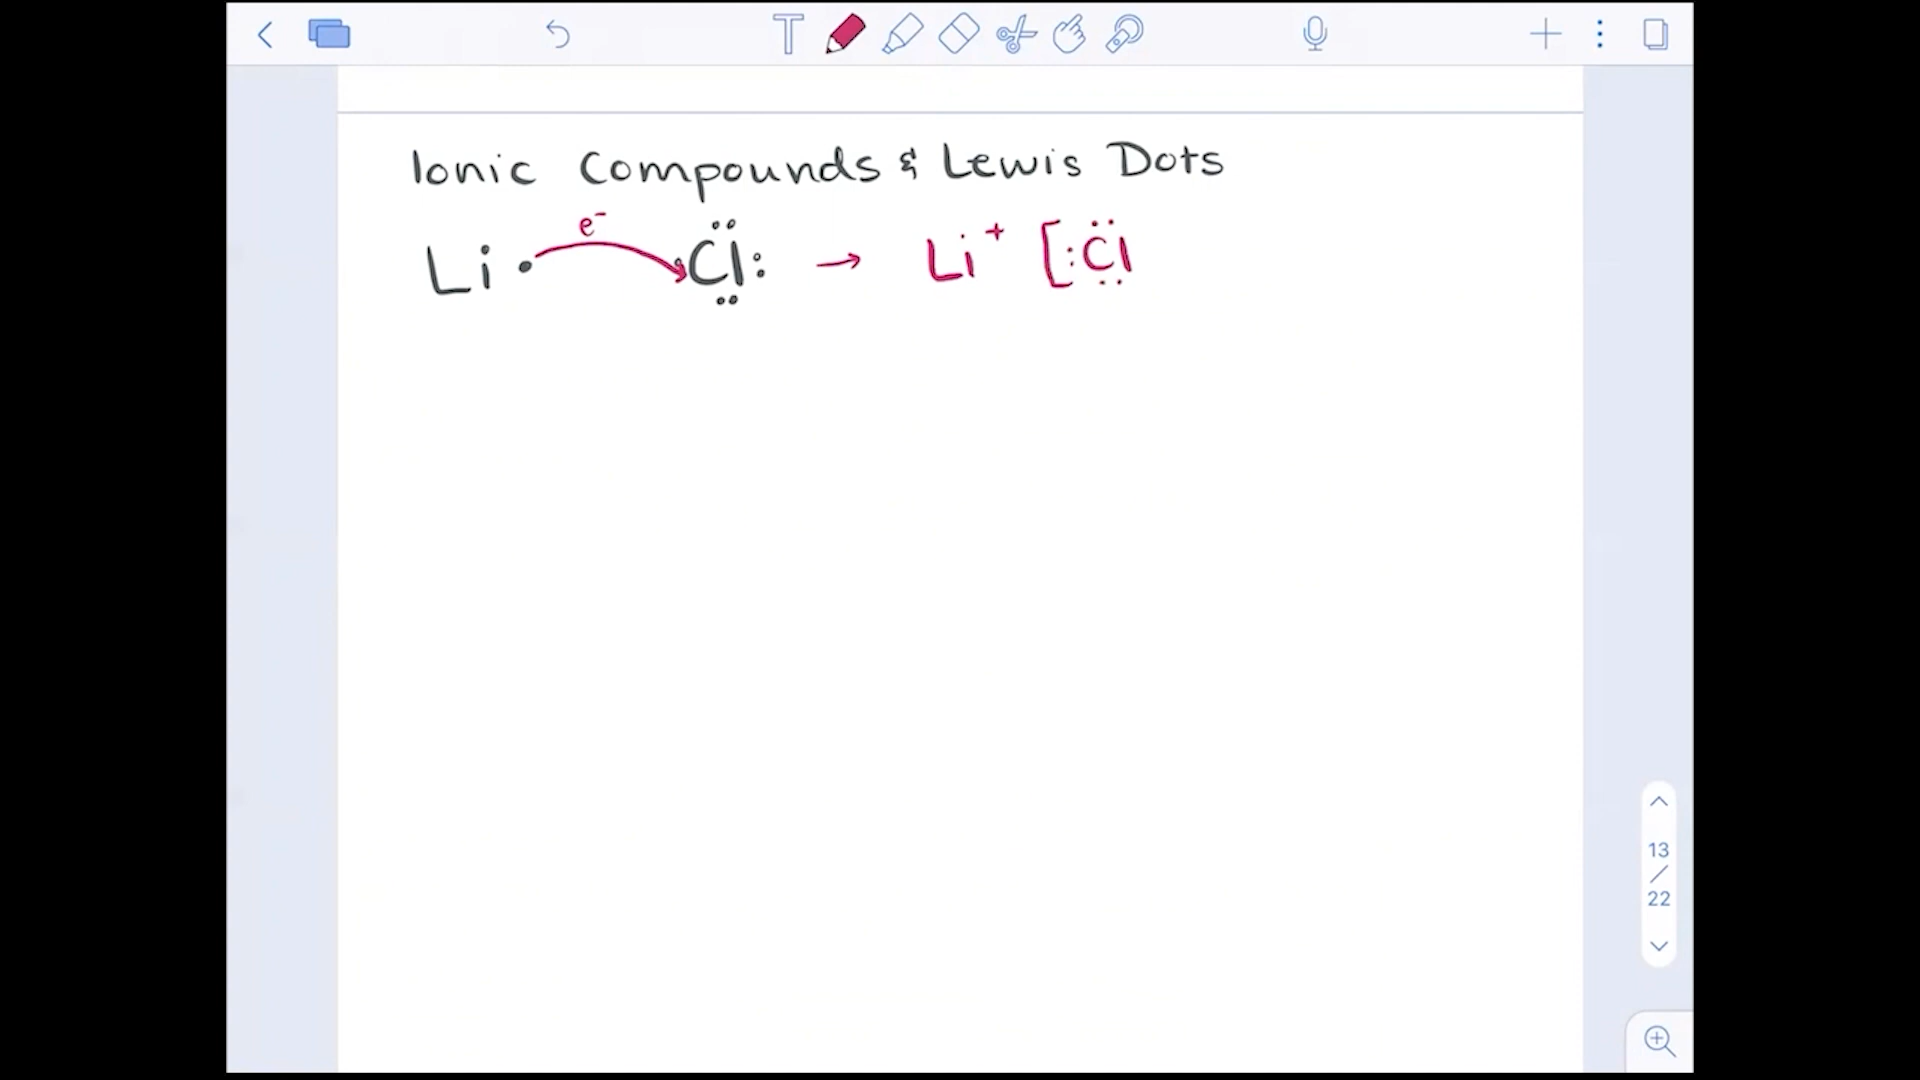 T
Ionic Compounds & Lewis Dots
e⁻
Li • :C̈l: → Li⁺ [:C̈l
13
/
22